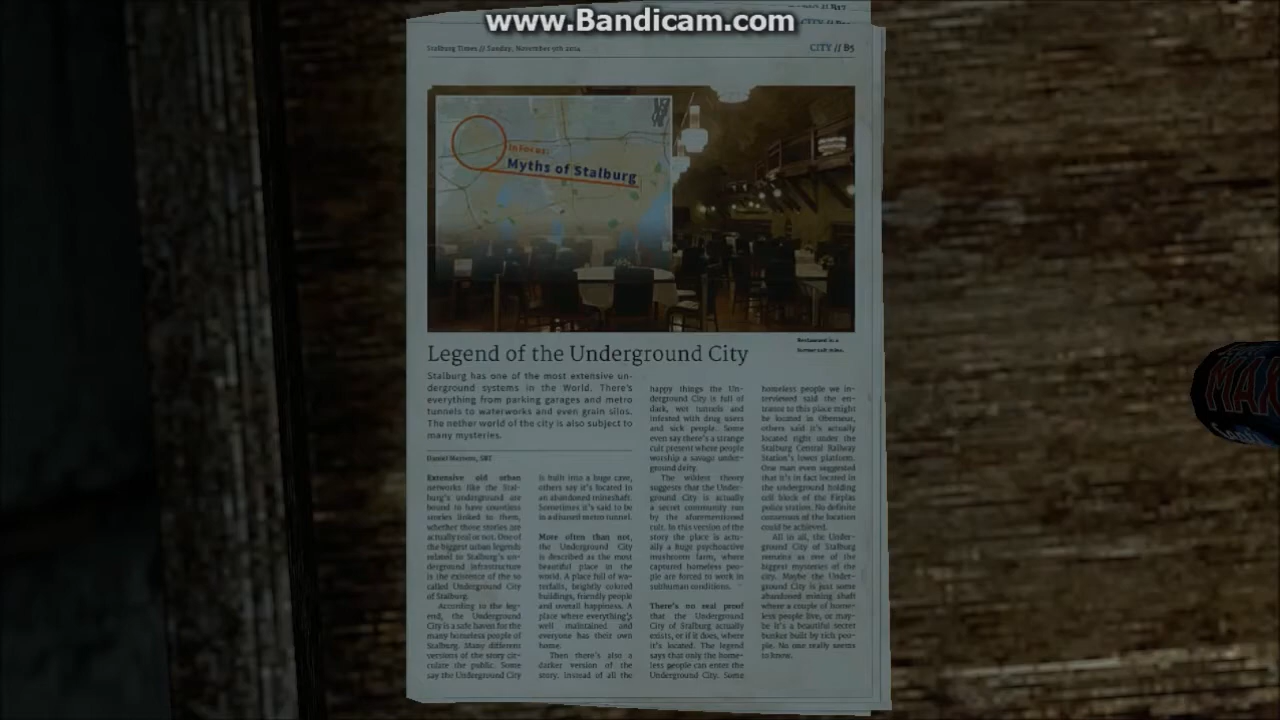 www.Bandicam.com
Stalburg Times // Sunday, November 9th 2014
CITY // B5
In Focus:
Myths of Stalburg
Restaurant in a
former salt mine.
Legend of the Underground City
Stalburg has one of the most extensive un-
derground systems in the World. There's
everything from parking garages and metro
tunnels to waterworks and even grain silos.
The nether world of the city is also subject to
many mysteries.
Daniel
Extensive old urban
networks like the Stal-
burg's underground are
bound to have countless
stories linked to them,
whether those stories are
actually real or not. One of
the biggest urban legends
related to Stalburg's un-
derground infrastructure
is the existence of the so
called Underground City
of Stalburg.
According to the leg-
end, the Underground
City is a safe haven for the
many homeless people of
Stalburg. Many different
versions of the story cir-
culate the public. Some
say the Underground City
is built into a huge cave,
others say it's located in
an abandoned mineshaft.
Sometimes it's said to be
in a disused metro tunnel.
More often than not,
the Underground City
is described as the most
beautiful place in the
world. A place full of wa-
terfalls, brightly colored
buildings, friendly people
and overall happiness. A
place where everything's
well maintained and
everyone has their own
home.
Then there's also a
darker version of the
story. Instead of all the
happy things the Un-
derground City is full of
dark, wet tunnels and
infested with drug users
and sick people. Some
even say there's a strange
cult present where people
worship a savage under-
ground deity.
The wildest theory
suggests that the Under-
ground City is actually
a secret community run
by the aforementioned
cult. In this version of the
story the place is actu-
ally a huge psychoactive
mushroom farm, where
captured homeless peo-
ple are forced to work in
subhuman conditions.
There's no real proof
that the Underground
City of Stalburg actually
exists, or if it does, where
it's located. The legend
says that only the home-
less people can enter the
Underground City. Some
homeless people we in-
terviewed said the en-
trance to this place might
be located in
others said it's actually
located right under the
Stalburg Central Railway
Station's lower platform.
One man even suggested
that it's in fact located in
the underground holding
cell block of the
police station. No definite
consensus of the location
could be achieved.
All in all, the Under-
ground City of Stalburg
remains as one of the
biggest mysteries of the
city. Maybe the Under-
ground City is just some
abandoned mining shaft
where a couple of home-
less people live, or may-
be it's a beautiful secret
bunker built by rich peo-
ple. No one really seems
to know.